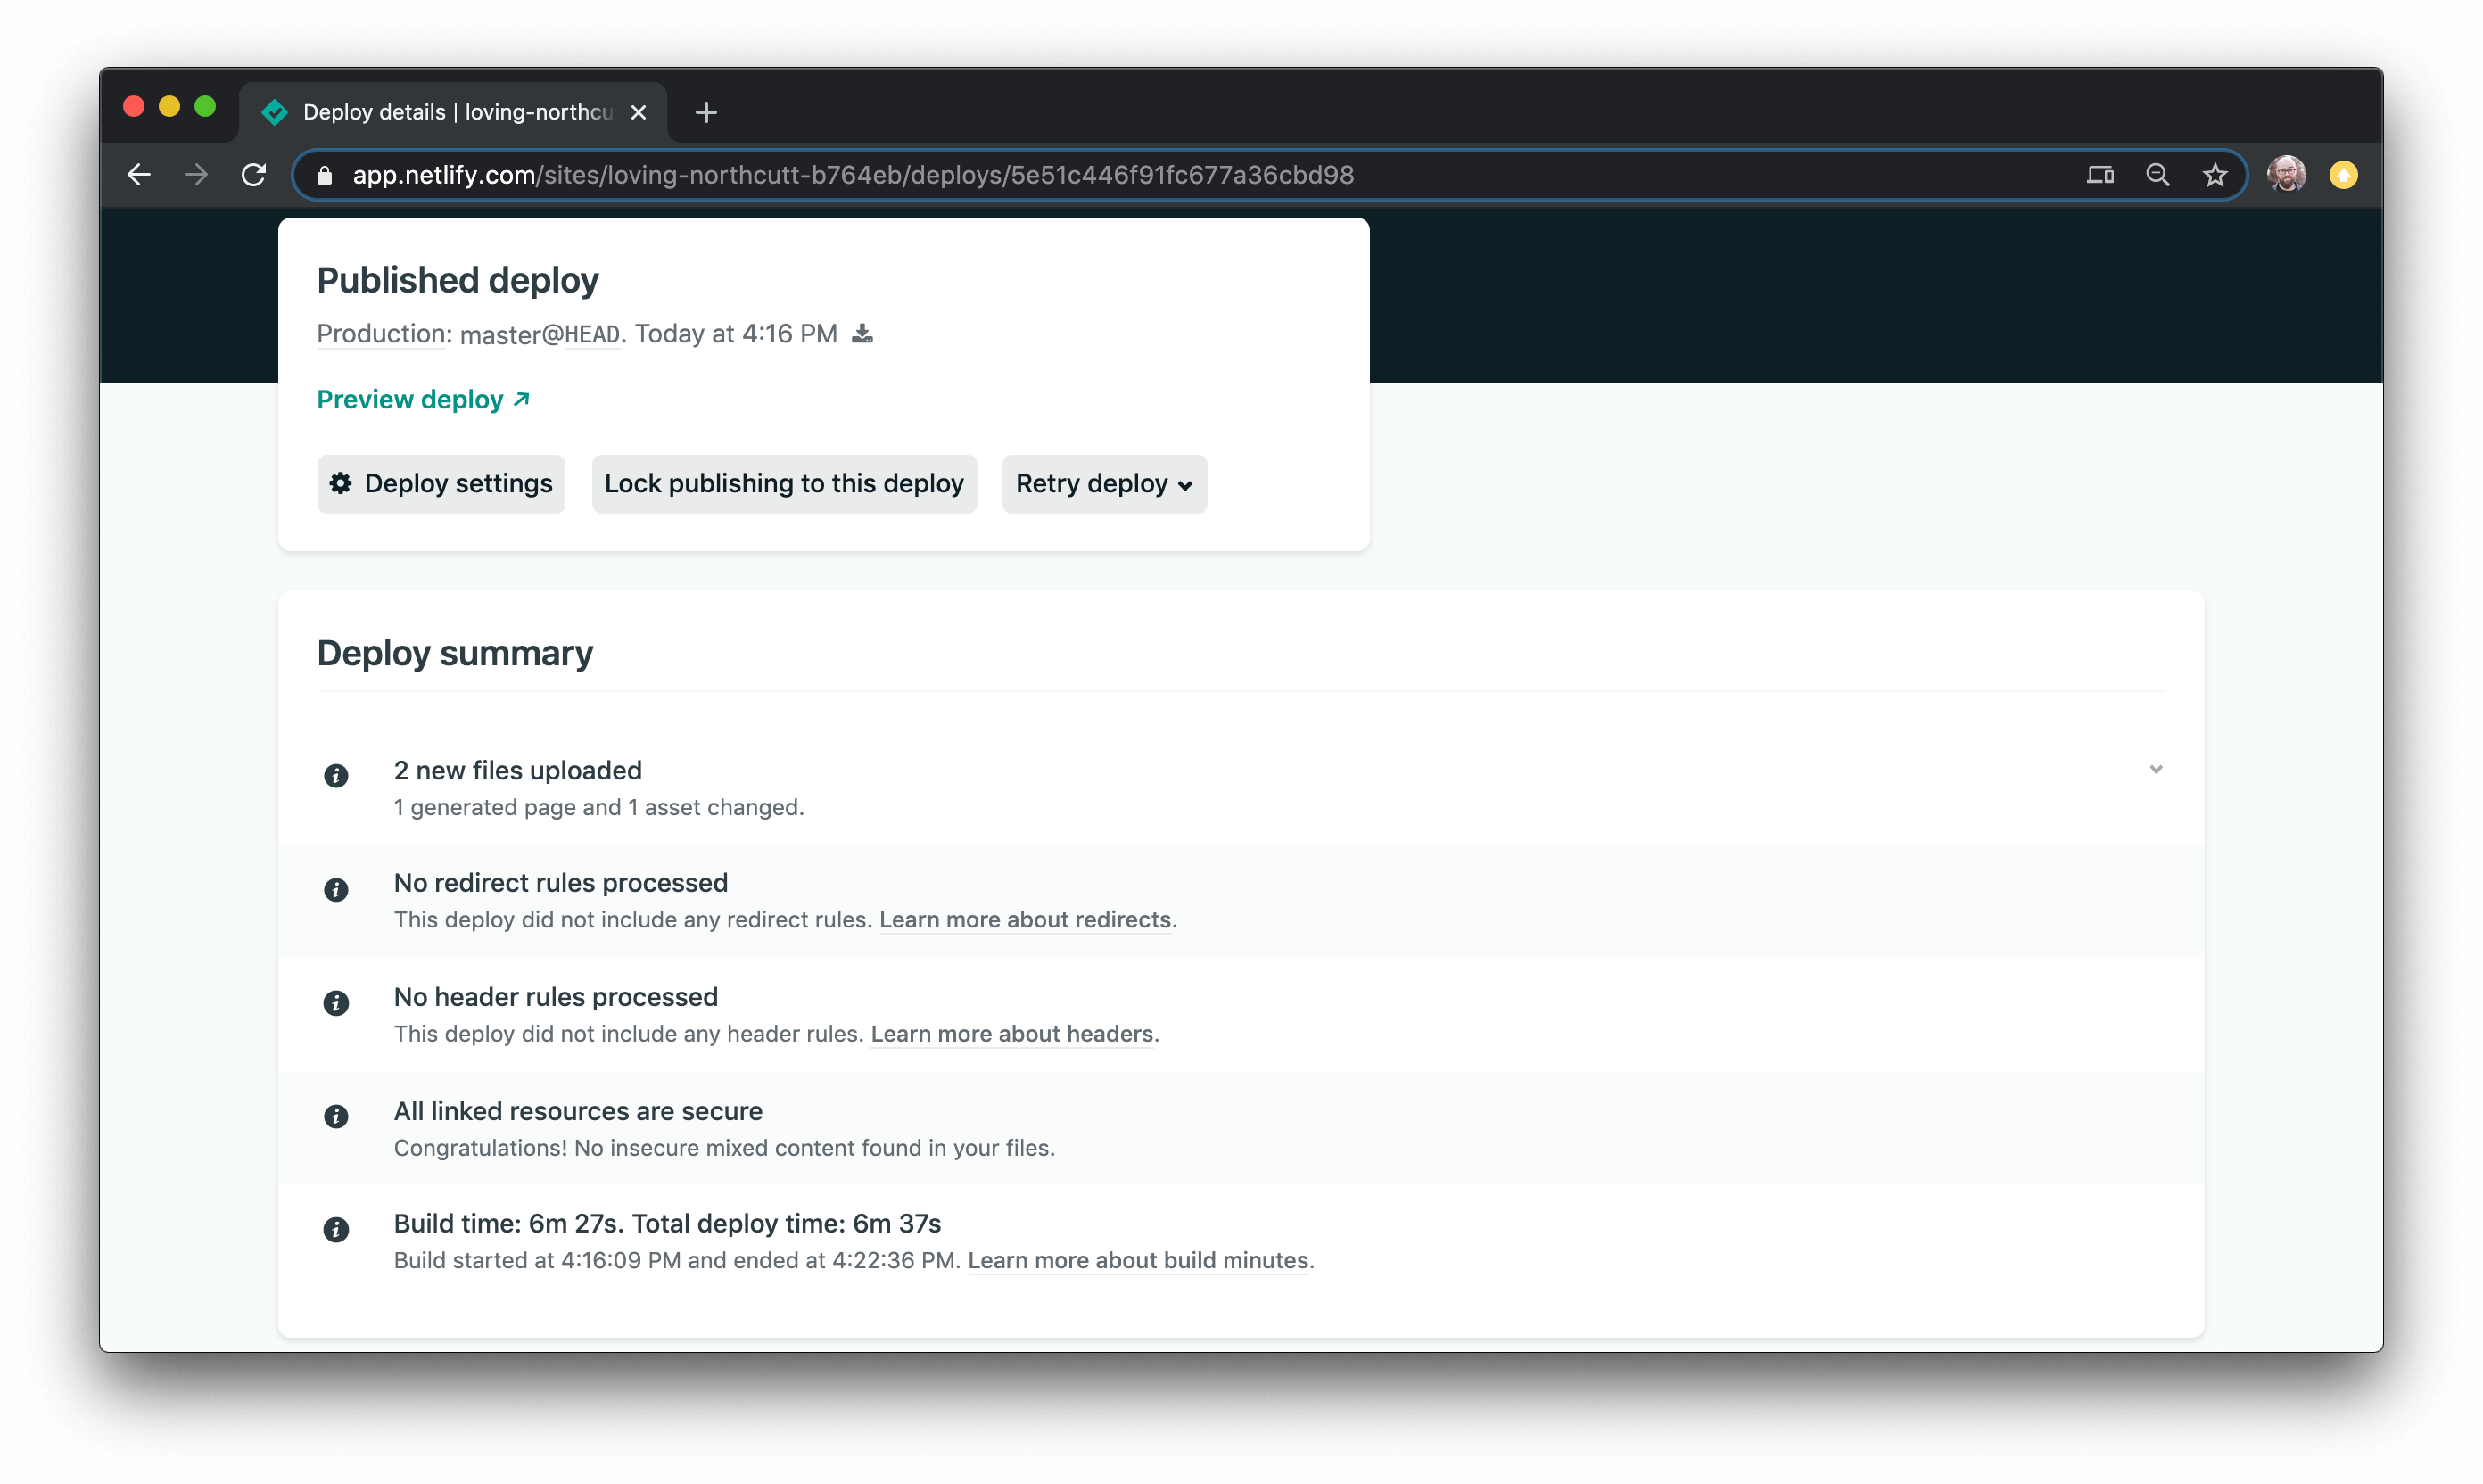 Deploy details | loving-northcu
app.netlify.com/sites/loving-northcutt-b764eb/deploys/5e51c446f91fc677a36cbd98
Published deploy
Production: master@HEAD. Today at 4:16 PM
Preview deploy
Deploy settings Lock publishing to this deploy Retry deploy
Deploy summary
2 new files uploaded
1 generated page and 1 asset changed.
No redirect rules processed
This deploy did not include any redirect rules. Learn more about redirects.
No header rules processed
This deploy did not include any header rules. Learn more about headers.
All linked resources are secure
Congratulations! No insecure mixed content found in your files.
Build time: 6m 27s. Total deploy time: 6m 37s
Build started at 4:16:09 PM and ended at 4:22:36 PM. Learn more about build minutes.